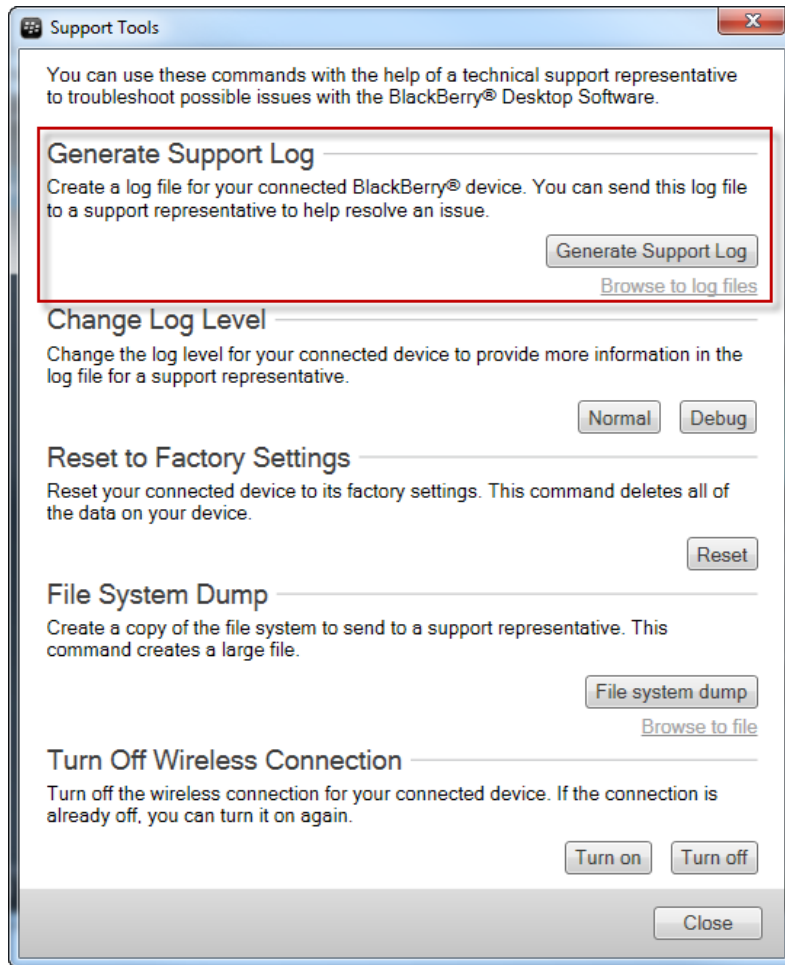 Support Tools
You can use these commands with the help of a technical support representative
to troubleshoot possible issues with the BlackBerry® Desktop Software.
Generate Support Log
Create a log file for your connected BlackBerry® device. You can send this log file
to a support representative to help resolve an issue.
Generate Support Log
Browse to log files
Change Log Level
Change the log level for your connected device to provide more information in the
log file for a support representative.
Normal Debug
Reset to Factory Settings
Reset your connected device to its factory settings. This command deletes all of
the data on your device.
Reset
File System Dump
Create a copy of the file system to send to a support representative. This
command creates a large file.
File system dump
Browse to file
Turn Off Wireless Connection
Turn off the wireless connection for your connected device. If the connection is
already off, you can turn it on again.
Turn on Turn off
Close